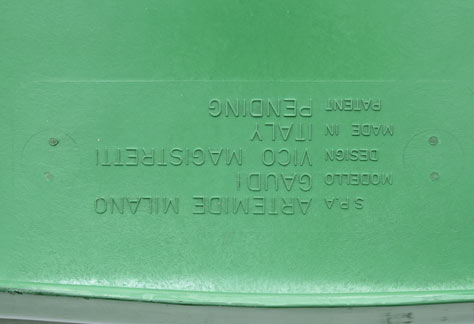 S.P.A ARTEMIDE MILANO
MODELLO GAUDI
DESIGN VICO MAGISTRETTI
MADE IN ITALY
PATENT PENDING